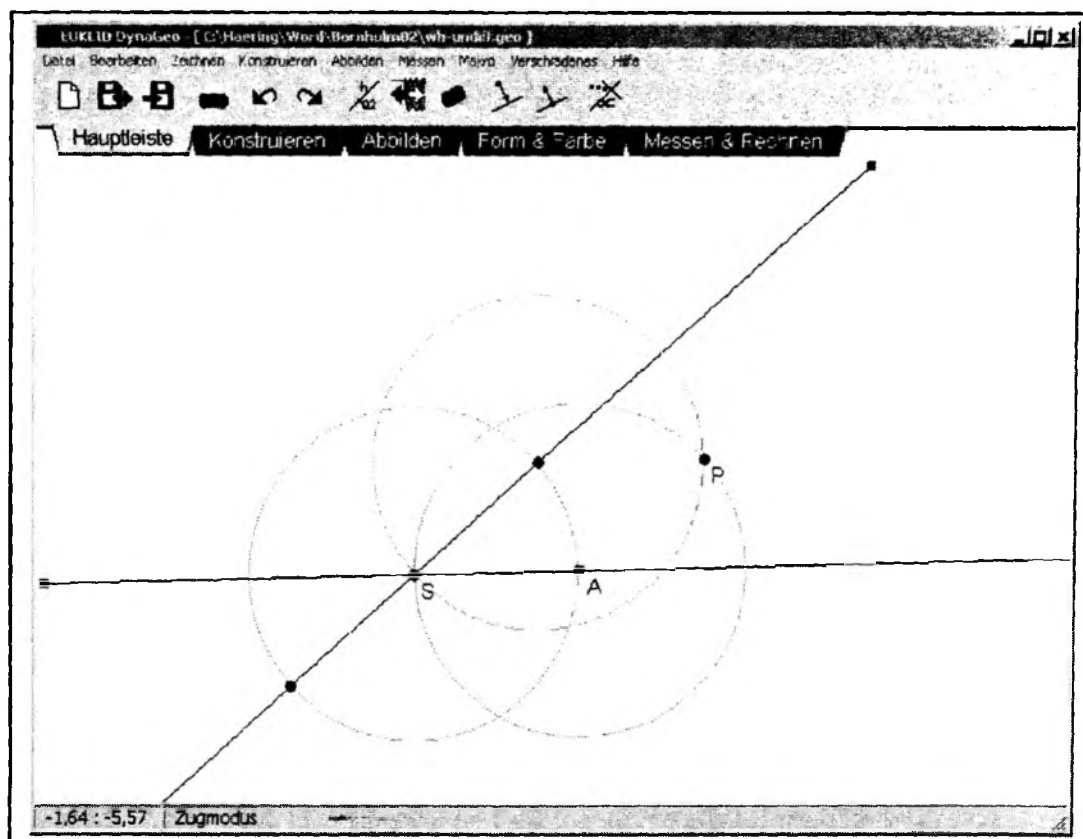 EUKLID DynaGeo - [ C:\Haering\Word\Bornholm02\wh-undef.geo ]
Datei Bearbeiten Zeichnen Konstruieren Abbilden Messen Makro Verschiedenes Hilfe
Hauptleiste Konstruieren Abbilden Form & Farbe Messen & Rechnen
P
S
A
-1,64 : -5,57 Zugmodus